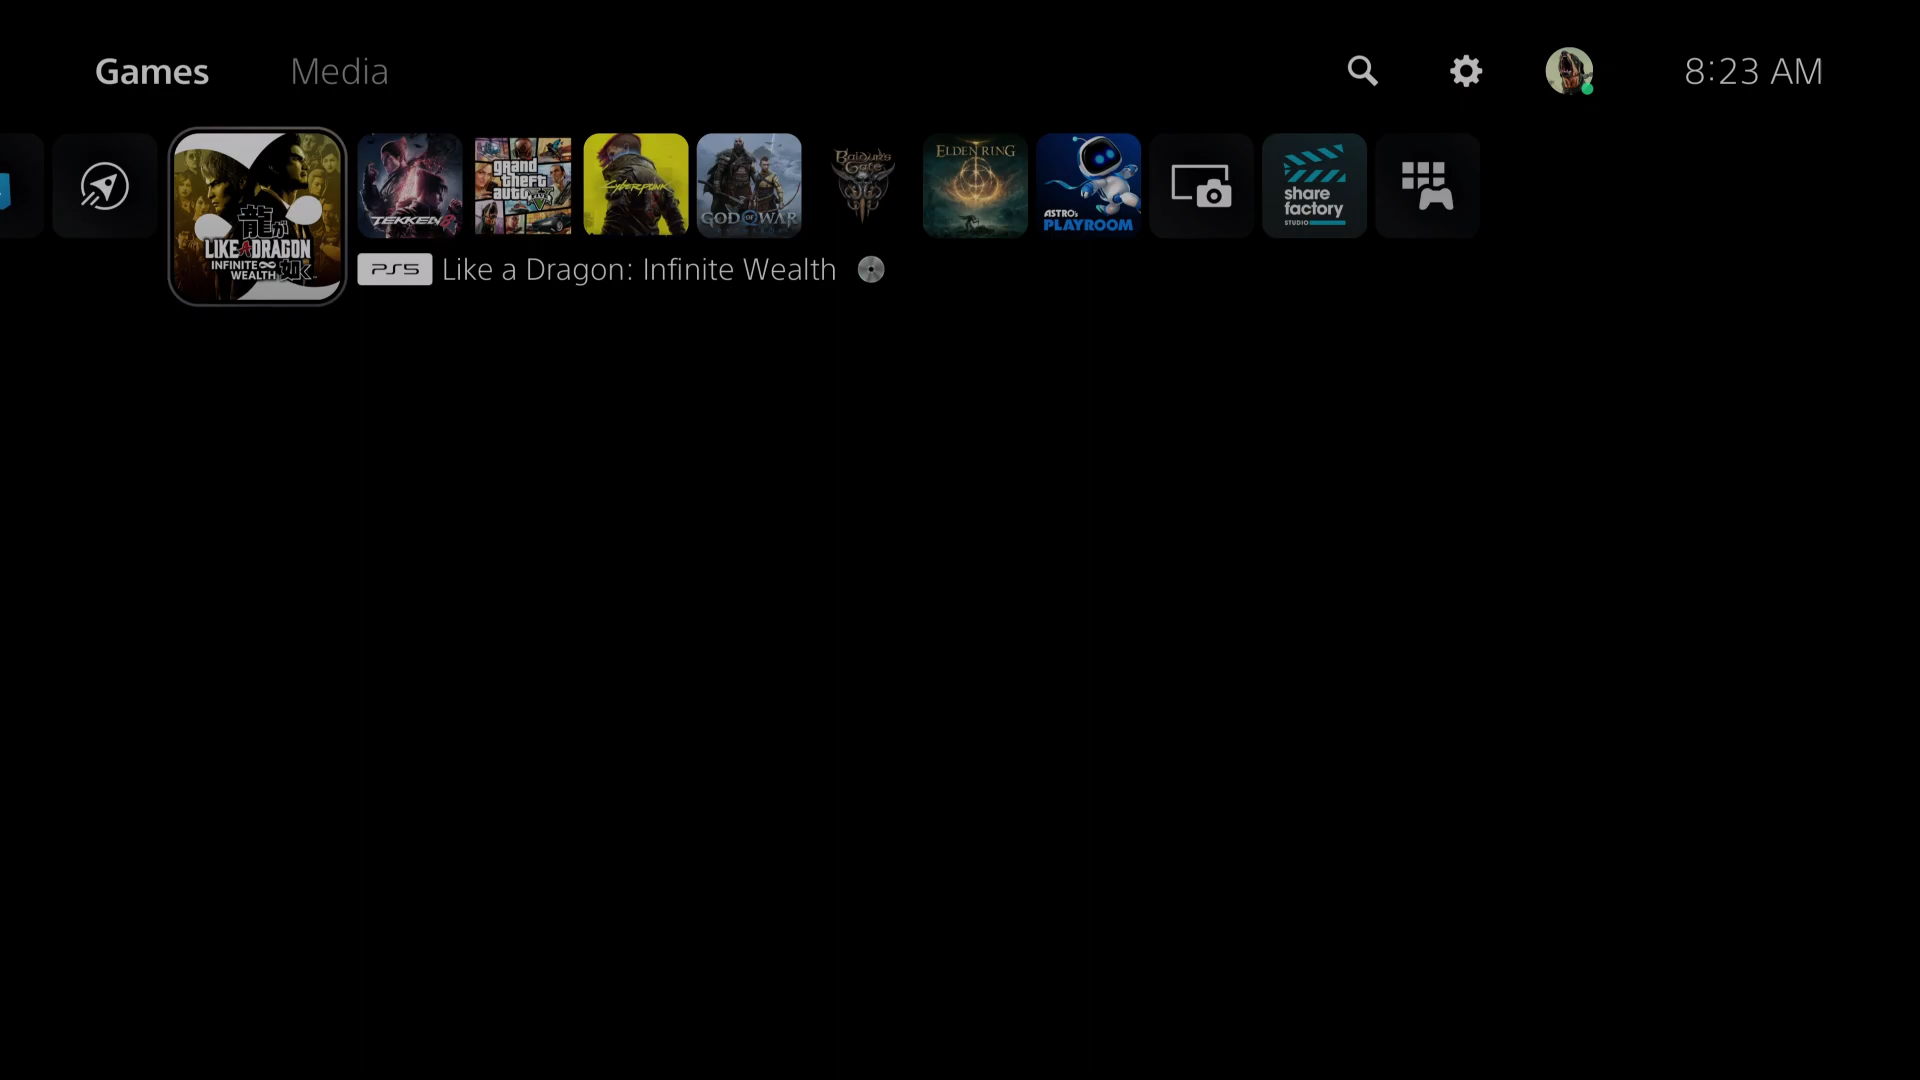 Games
Media
8:23 AM
龍が如く
LIKE A DRAGON
INFINITE
WEALTH
TEKKEN 8
grand
theft
auto V
CYBERPUNK
GOD OF WAR
Baldur's
Gate
ELDEN RING
ASTRO's
PLAYROOM
share
factory
STUDIO
PS5 Like a Dragon: Infinite Wealth